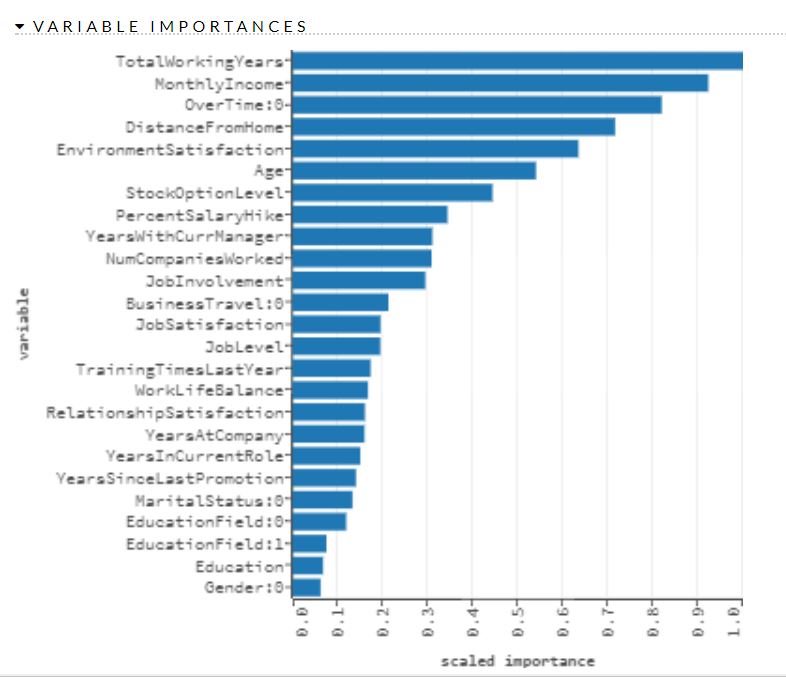 VARIABLE IMPORTANCES
TotalWorkingYears
MonthlyIncome
OverTime:0
DistanceFromHome
EnvironmentSatisfaction
Age
StockOptionLevel
PercentSalaryHike
YearsWithCurrManager
NumCompaniesWorked
JobInvolvement
BusinessTravel:0
JobSatisfaction
JobLevel
TrainingTimesLastYear
WorkLifeBalance
RelationshipSatisfaction
YearsAtCompany
YearsInCurrentRole
YearsSinceLastPromotion
MaritalStatus:0
EducationField:0
EducationField:1
Education
Gender:0
variable
0.0 0.1 0.2 0.3 0.4 0.5 0.6 0.7 0.8 0.9 1.0
scaled importance